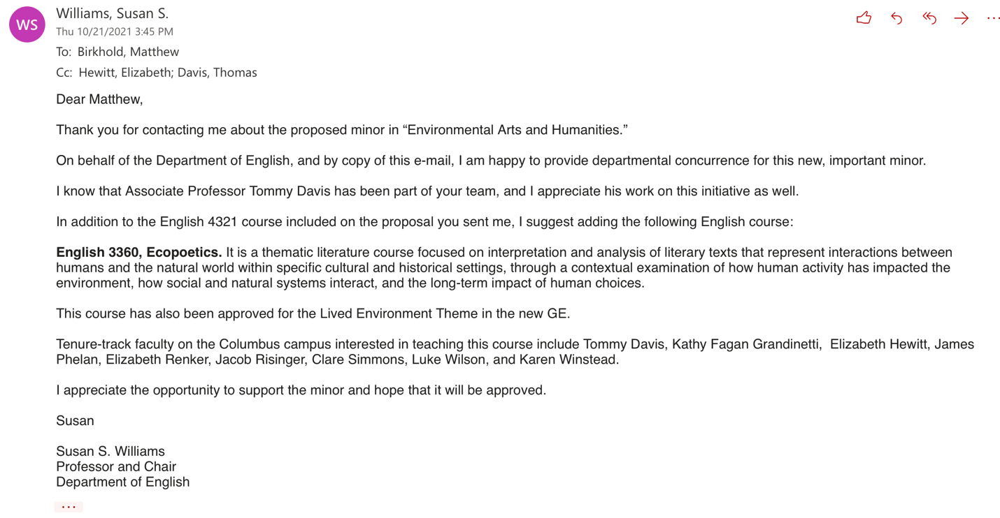 WS
Williams, Susan S.
Thu 10/21/2021 3:45 PM
To: Birkhold, Matthew
Cc: Hewitt, Elizabeth; Davis, Thomas
Dear Matthew,
Thank you for contacting me about the proposed minor in “Environmental Arts and Humanities.”
On behalf of the Department of English, and by copy of this e-mail, I am happy to provide departmental concurrence for this new, important minor.
I know that Associate Professor Tommy Davis has been part of your team, and I appreciate his work on this initiative as well.
In addition to the English 4321 course included on the proposal you sent me, I suggest adding the following English course:
English 3360, Ecopoetics. It is a thematic literature course focused on interpretation and analysis of literary texts that represent interactions between
humans and the natural world within specific cultural and historical settings, through a contextual examination of how human activity has impacted the
environment, how social and natural systems interact, and the long-term impact of human choices.
This course has also been approved for the Lived Environment Theme in the new GE.
Tenure-track faculty on the Columbus campus interested in teaching this course include Tommy Davis, Kathy Fagan Grandinetti,  Elizabeth Hewitt, James
Phelan, Elizabeth Renker, Jacob Risinger, Clare Simmons, Luke Wilson, and Karen Winstead.
I appreciate the opportunity to support the minor and hope that it will be approved.
Susan
Susan S. Williams
Professor and Chair
Department of English